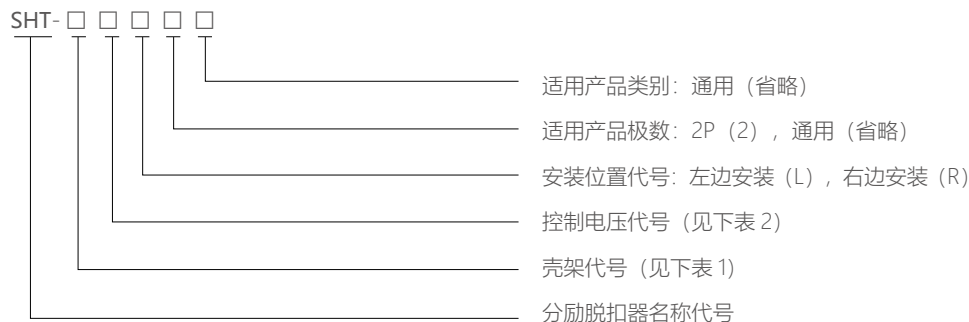 SHT-□ □ □ □ □
适用产品类别：通用（省略）
适用产品极数：2P（2），通用（省略）
安装位置代号：左边安装（L），右边安装（R）
控制电压代号（见下表 2）
壳架代号（见下表 1）
分励脱扣器名称代号